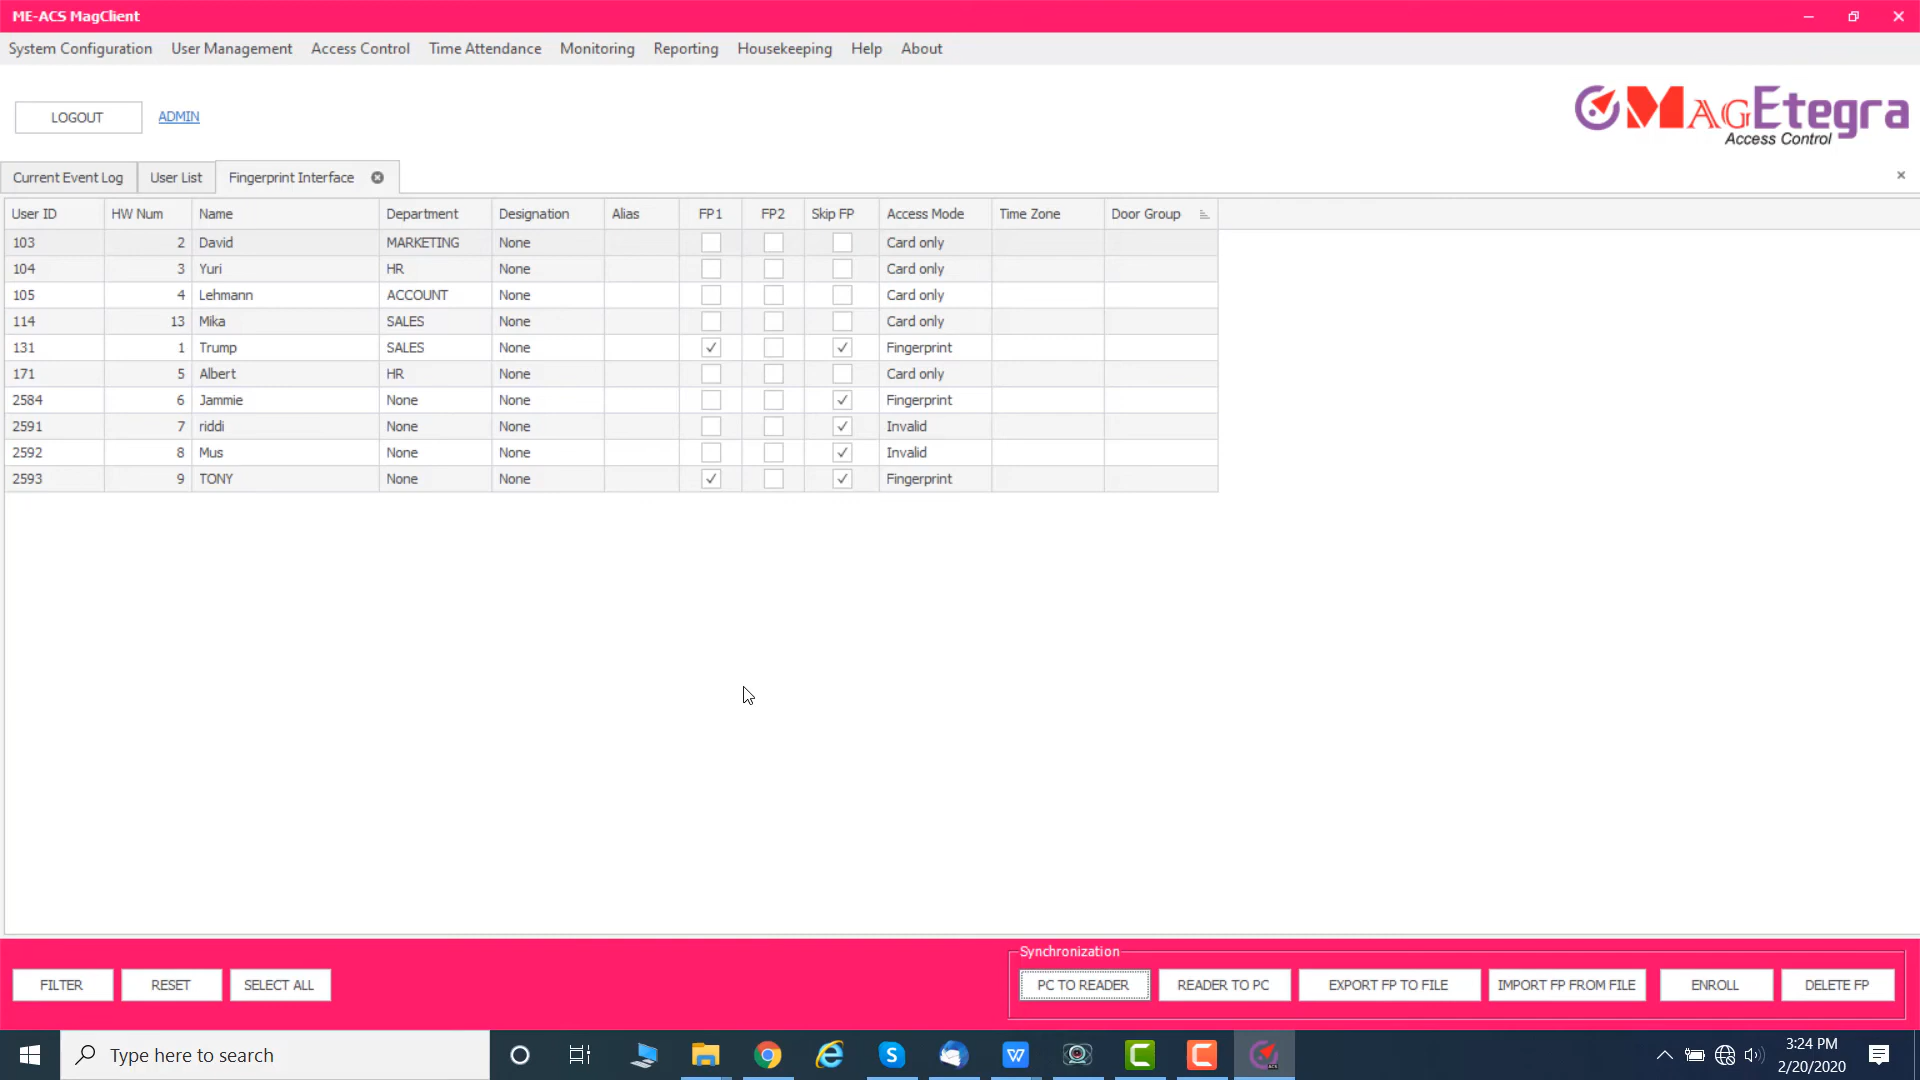 ME-ACS MagClient
System Configuration User Management Access Control Time Attendance Monitoring Reporting Housekeeping Help About
LOGOUT ADMIN
MAGEtegra
Access Control
Current Event Log User List Fingerprint Interface
User ID HW Num Name Department Designation Alias FP1 FP2 Skip FP Access Mode Time Zone Door Group
103 2 David MARKETING None Card only
104 3 Yuri HR None Card only
105 4 Lehmann ACCOUNT None Card only
114 13 Mika SALES None Card only
131 1 Trump SALES None Fingerprint
171 5 Albert HR None Card only
2584 6 Jammie None None Fingerprint
2591 7 riddi None None Invalid
2592 8 Mus None None Invalid
2593 9 TONY None None Fingerprint
Synchronization
FILTER RESET SELECT ALL PC TO READER READER TO PC EXPORT FP TO FILE IMPORT FP FROM FILE ENROLL DELETE FP
Type here to search
3:24 PM
2/20/2020